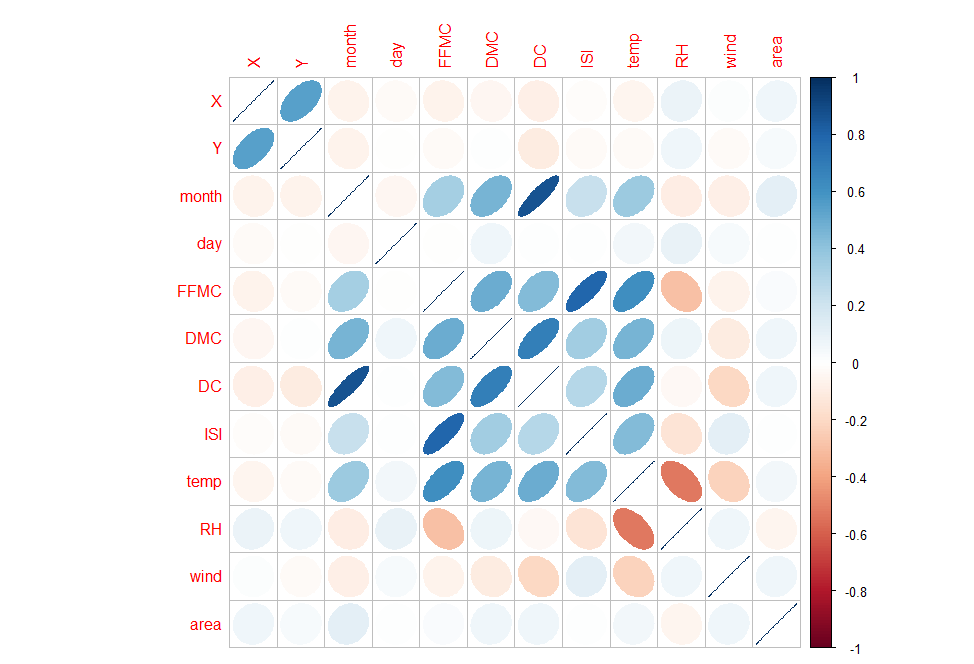 X Y month day FFMC DMC DC ISI temp RH wind area
X
Y
month
day
FFMC
DMC
DC
ISI
temp
RH
wind
area
1
0.8
0.6
0.4
0.2
0
-0.2
-0.4
-0.6
-0.8
-1